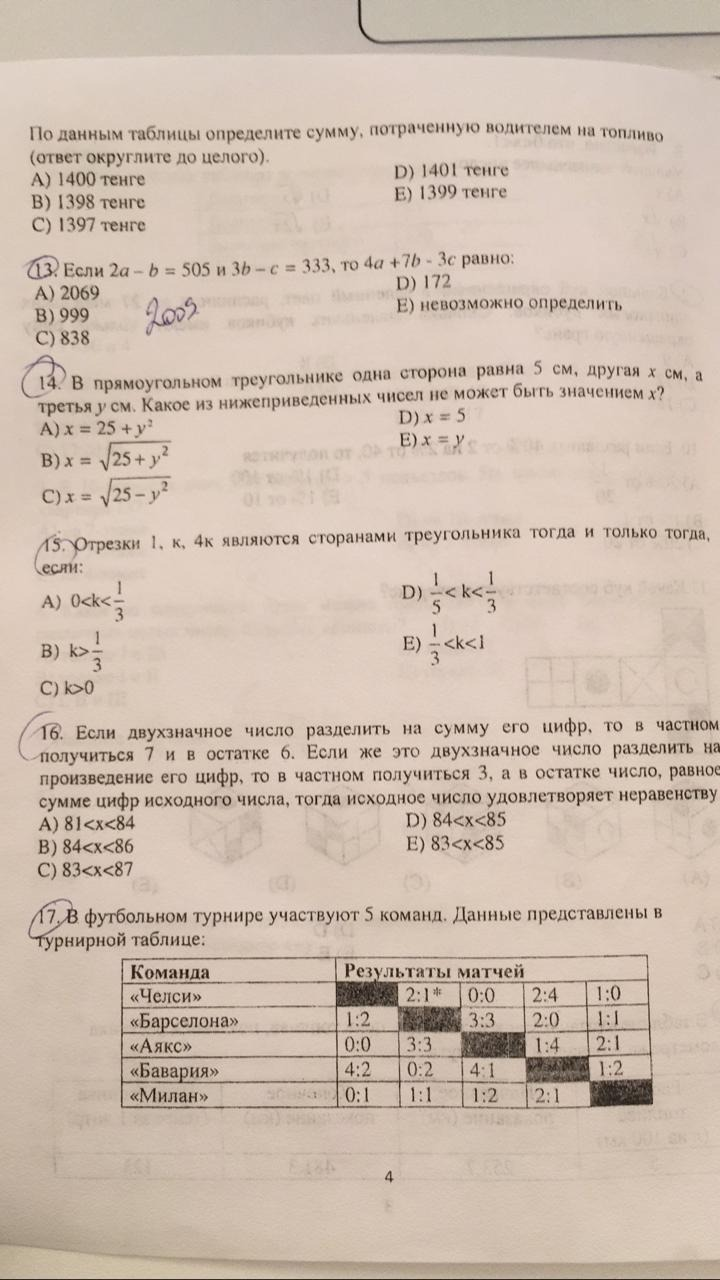 По данным таблицы определите сумму, потраченную водителем на топливо
(ответ округлите до целого).
A) 1400 тенге
B) 1398 тенге
C) 1397 тенге
D) 1401 тенге
E) 1399 тенге
13. Если 2a – b = 505 и 3b – c = 333, то 4a +7b - 3c равно:
A) 2069
B) 999
C) 838
D) 172
E) невозможно определить
2009
14. В прямоугольном треугольнике одна сторона равна 5 см, другая x см, а
третья y см. Какое из нижеприведенных чисел не может быть значением x?
A) x = 25 + y²
B) x = √(25 + y²)
C) x = √(25 – y²)
D) x = 5
E) x = y
15. Отрезки 1, к, 4к являются сторанами треугольника тогда и только тогда,
если:
A) 0<k<1/3
B) k>1/3
C) k>0
D) 1/5< k<1/3
E) 1/3<k<1
16. Если двухзначное число разделить на сумму его цифр, то в частном
получиться 7 и в остатке 6. Если же это двухзначное число разделить на
произведение его цифр, то в частном получиться 3, а в остатке число, равное
сумме цифр исходного числа, тогда исходное число удовлетворяет неравенству
A) 81<x<84
B) 84<x<86
C) 83<x<87
D) 84<x<85
E) 83<x<85
17. В футбольном турнире участвуют 5 команд. Данные представлены в
турнирной таблице:
Команда Результаты матчей
«Челси» 2:1* 0:0 2:4 1:0
«Барселона» 1:2 3:3 2:0 1:1
«Аякс» 0:0 3:3 1:4 2:1
«Бавария» 4:2 0:2 4:1 1:2
«Милан» 0:1 1:1 1:2 2:1
4